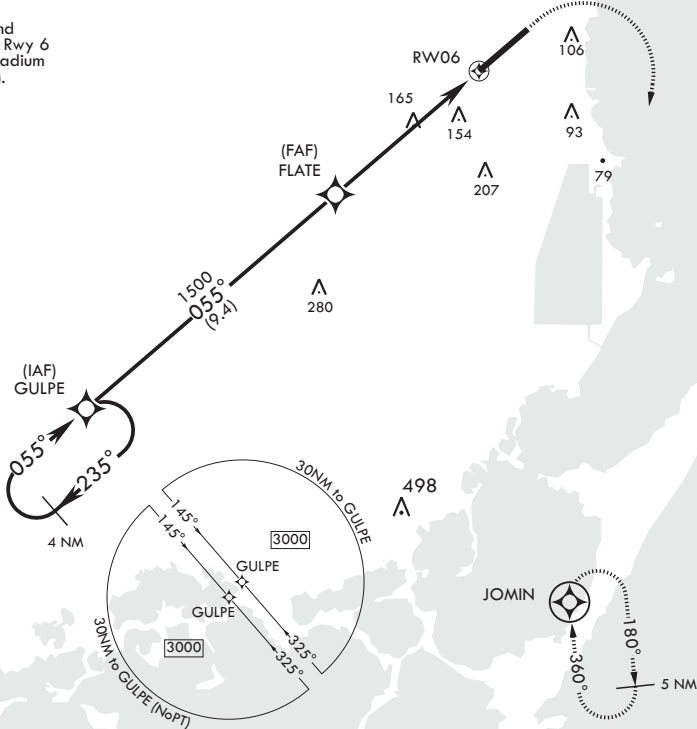 nd
Rwy 6
adium
n.
RW06
106
165
154
93
(FAF)
FLATE
207
79
1500
055°
(9.4)
280
(IAF)
GULPE
055°
235°
4 NM
498
30NM to GULPE
145°
145°
3000
GULPE
GULPE
3000
325°
325°
30NM to GULPE (NoPT)
JOMIN
180°
360°
5 NM